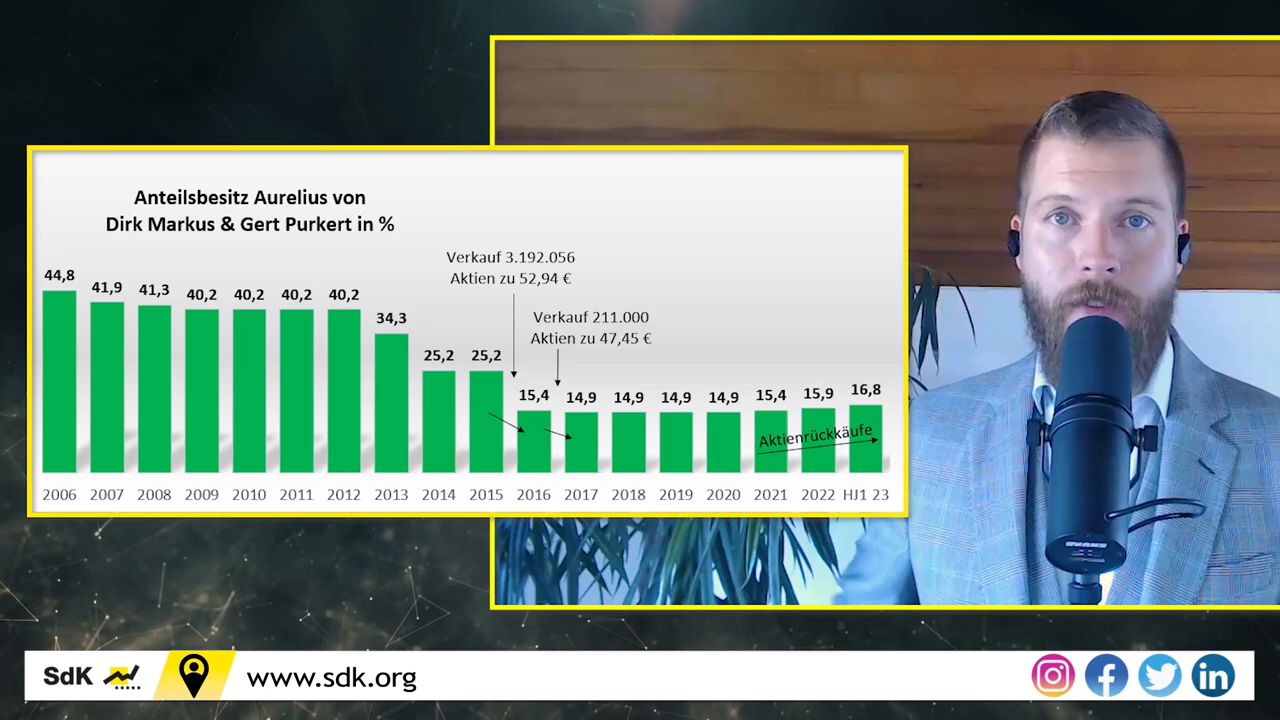 Anteilsbesitz Aurelius von
Dirk Markus & Gert Purkert in %
Verkauf 3.192.056
Aktien zu 52,94 €
Verkauf 211.000
Aktien zu 47,45 €
44,8 41,9 41,3 40,2 40,2 40,2 40,2 34,3 25,2 25,2 15,4 14,9 14,9 14,9 14,9 15,4 15,9 16,8
Aktienrückkäufe
2006 2007 2008 2009 2010 2011 2012 2013 2014 2015 2016 2017 2018 2019 2020 2021 2022 HJ1 23
SdK www.sdk.org